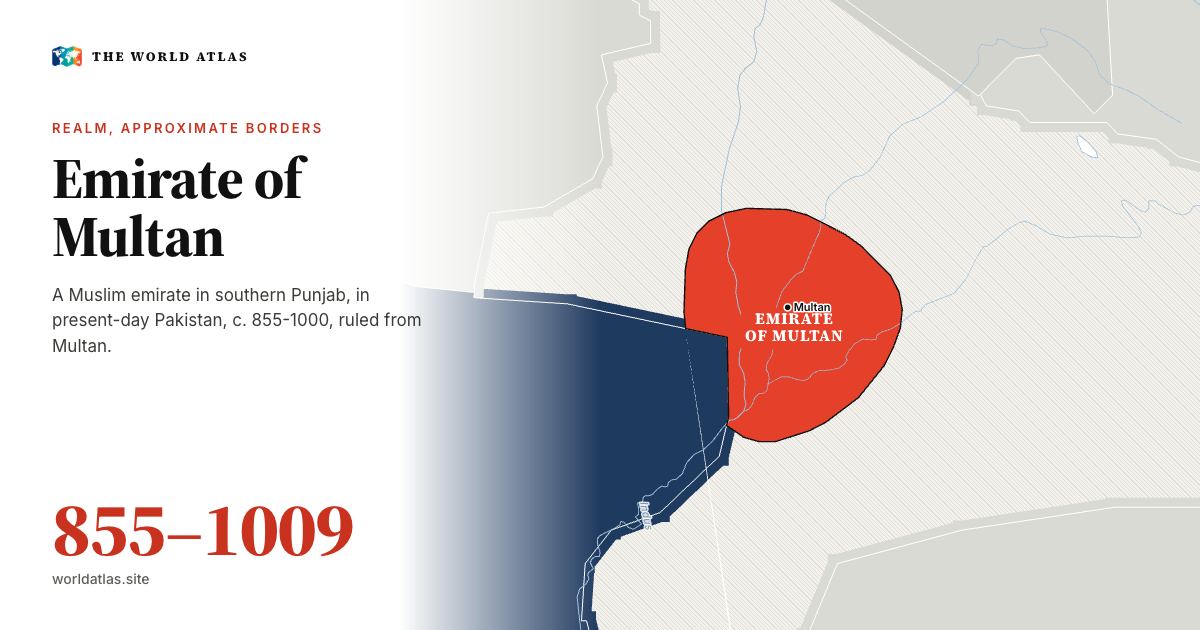 THE WORLD ATLAS
REALM, APPROXIMATE BORDERS
Emirate of
Multan
A Muslim emirate in southern Punjab, in
present-day Pakistan, c. 855-1000, ruled from
Multan.
855–1009
worldatlas.site
Multan
EMIRATE
OF MULTAN
Indus